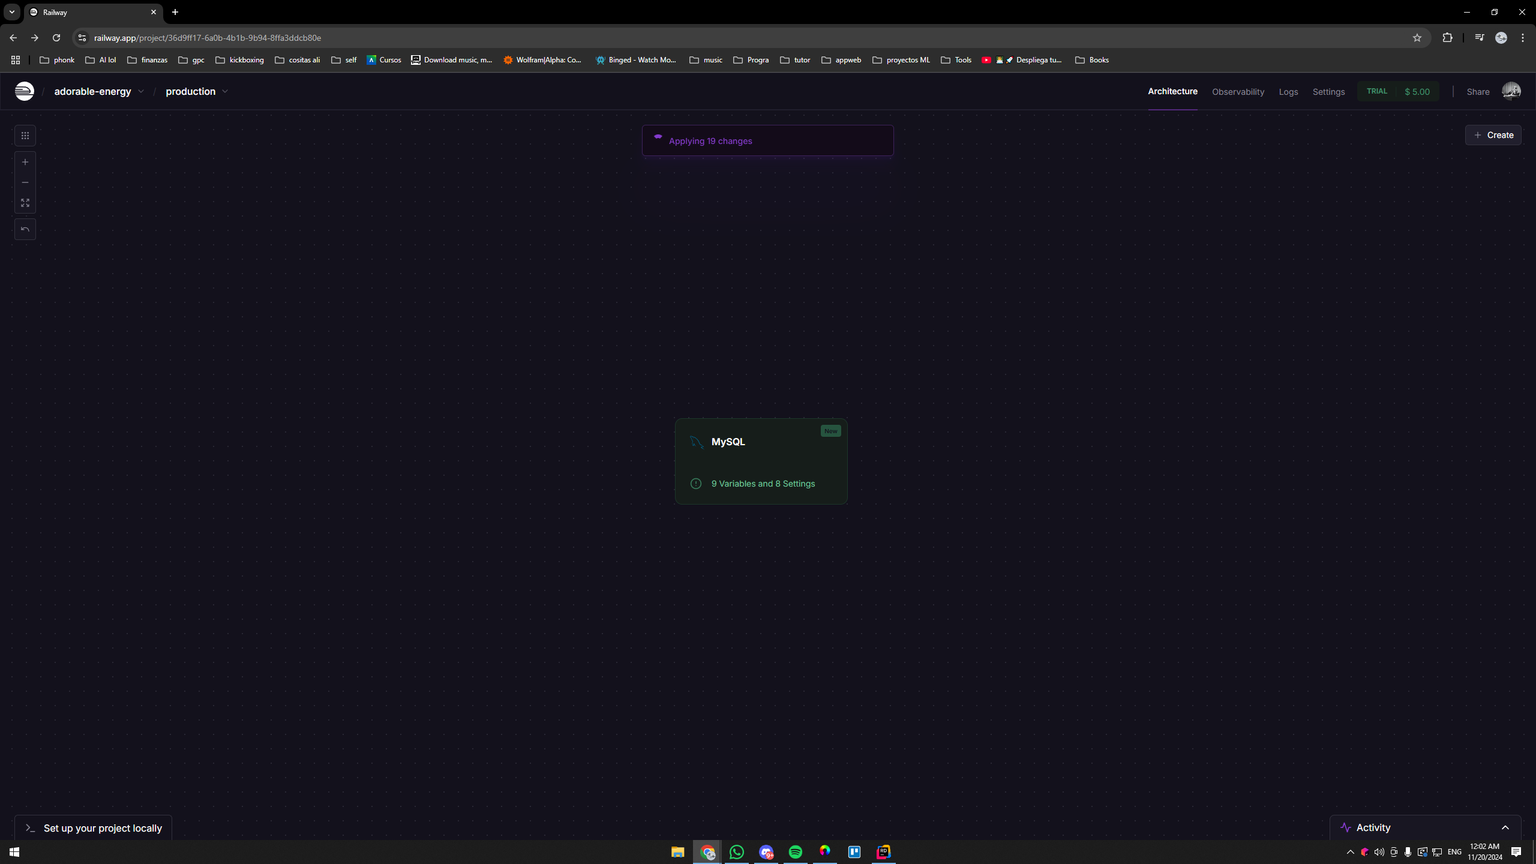 Railway
railway.app/project/36d9ff17-6a0b-4b1b-9b94-8ffa3ddcb80e
phonk AI lol finanzas gpc kickboxing cositas ali self Cursos Download music, m... Wolfram|Alpha: Co... Binged - Watch Mo... music Progra tutor appweb proyectos ML Tools Despliega tu... Books
/ adorable-energy / production Architecture Observability Logs Settings TRIAL $ 5.00 Share
Applying 19 changes
+ Create
New
MySQL
9 Variables and 8 Settings
Set up your project locally
Activity
ENG
12:02 AM
11/20/2024